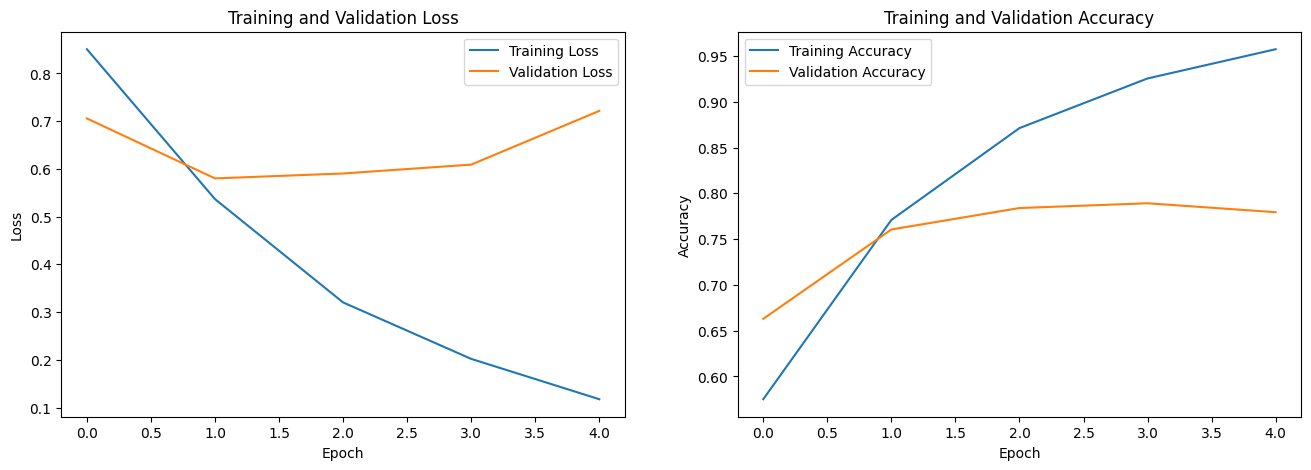 Training and Validation Loss
Training Loss
Validation Loss
Loss
0.8
0.7
0.6
0.5
0.4
0.3
0.2
0.1
0.0 0.5 1.0 1.5 2.0 2.5 3.0 3.5 4.0
Epoch
Training and Validation Accuracy
Training Accuracy
Validation Accuracy
Accuracy
0.95
0.90
0.85
0.80
0.75
0.70
0.65
0.60
0.0 0.5 1.0 1.5 2.0 2.5 3.0 3.5 4.0
Epoch